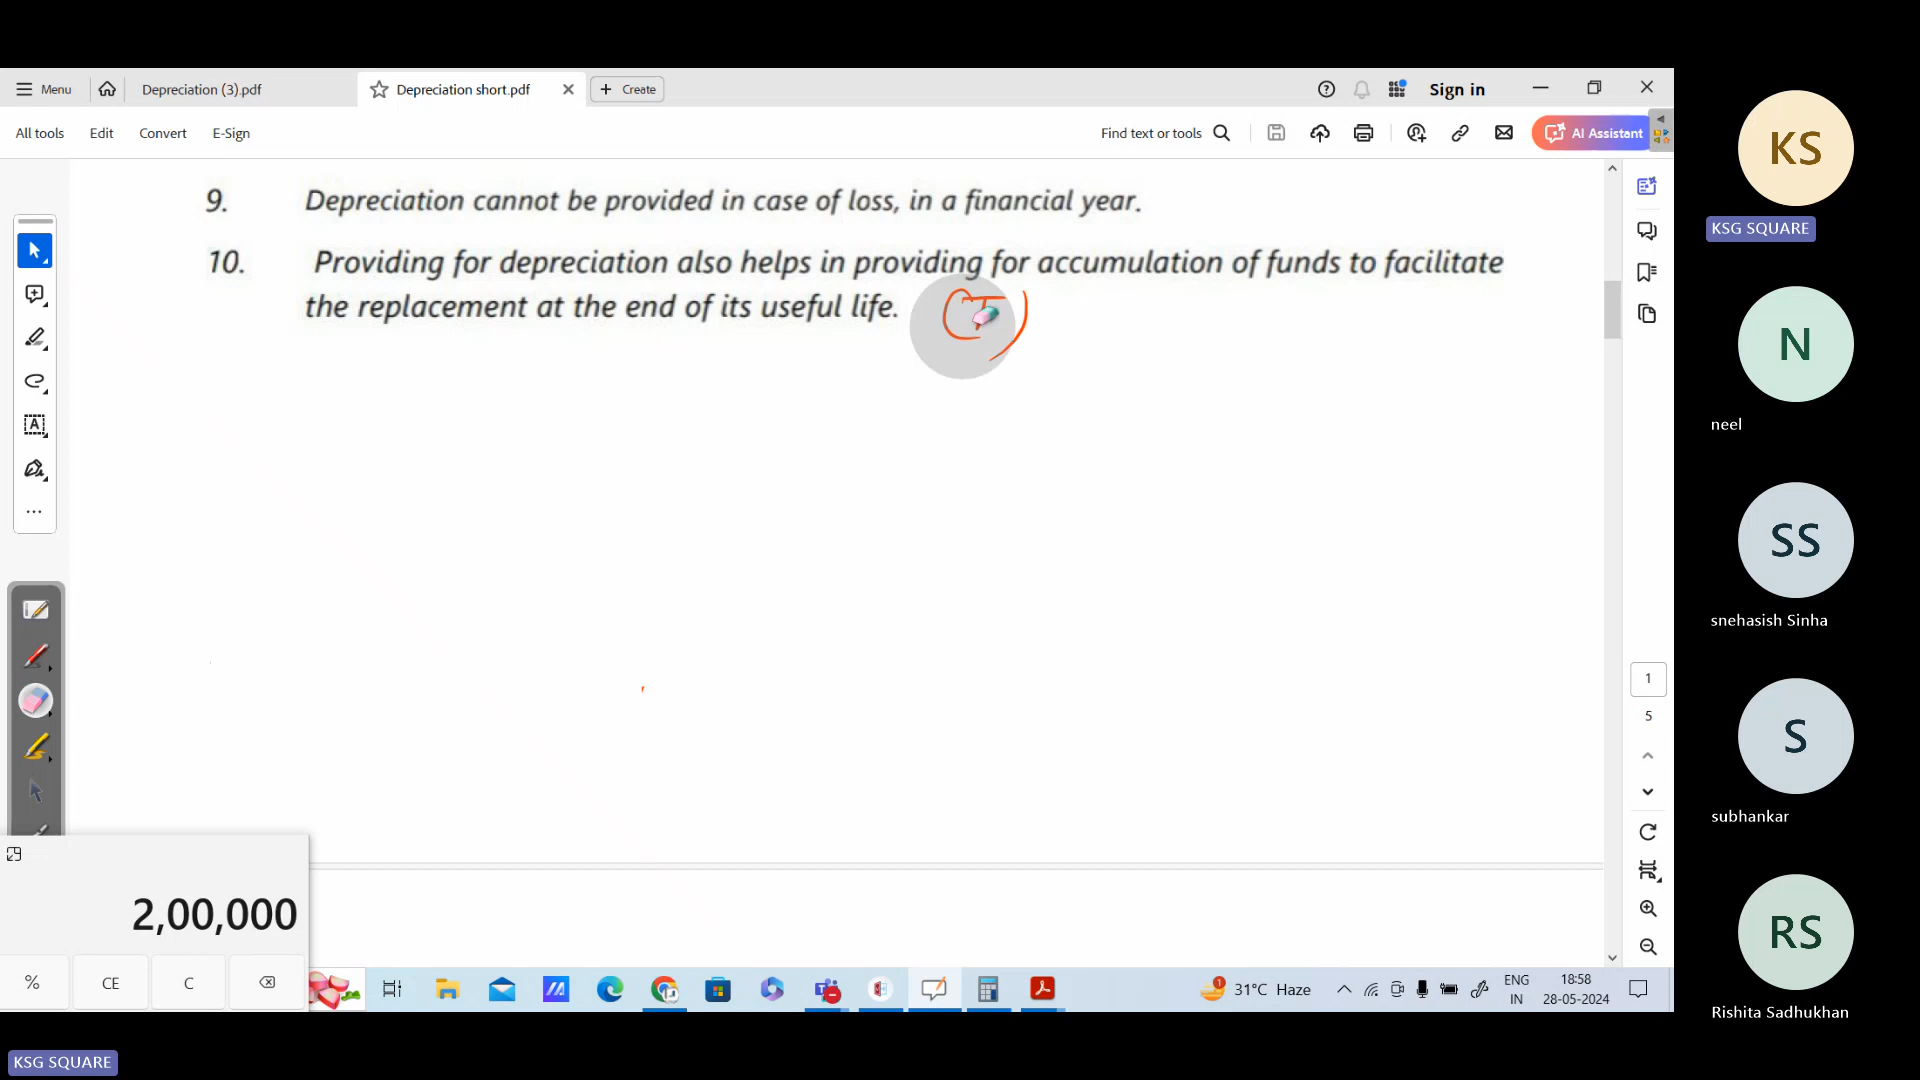 Menu
Depreciation (3).pdf
Depreciation short.pdf
Create
Sign in
All tools
Edit
Convert
E-Sign
Find text or tools
AI Assistant
9. Depreciation cannot be provided in case of loss, in a financial year.
10. Providing for depreciation also helps in providing for accumulation of funds to facilitate
the replacement at the end of its useful life. (T)
1
5
2,00,000
%
CE
C
31°C Haze
ENG
IN
18:58
28-05-2024
KS
KSG SQUARE
N
neel
SS
snehasish Sinha
S
subhankar
RS
Rishita Sadhukhan
KSG SQUARE